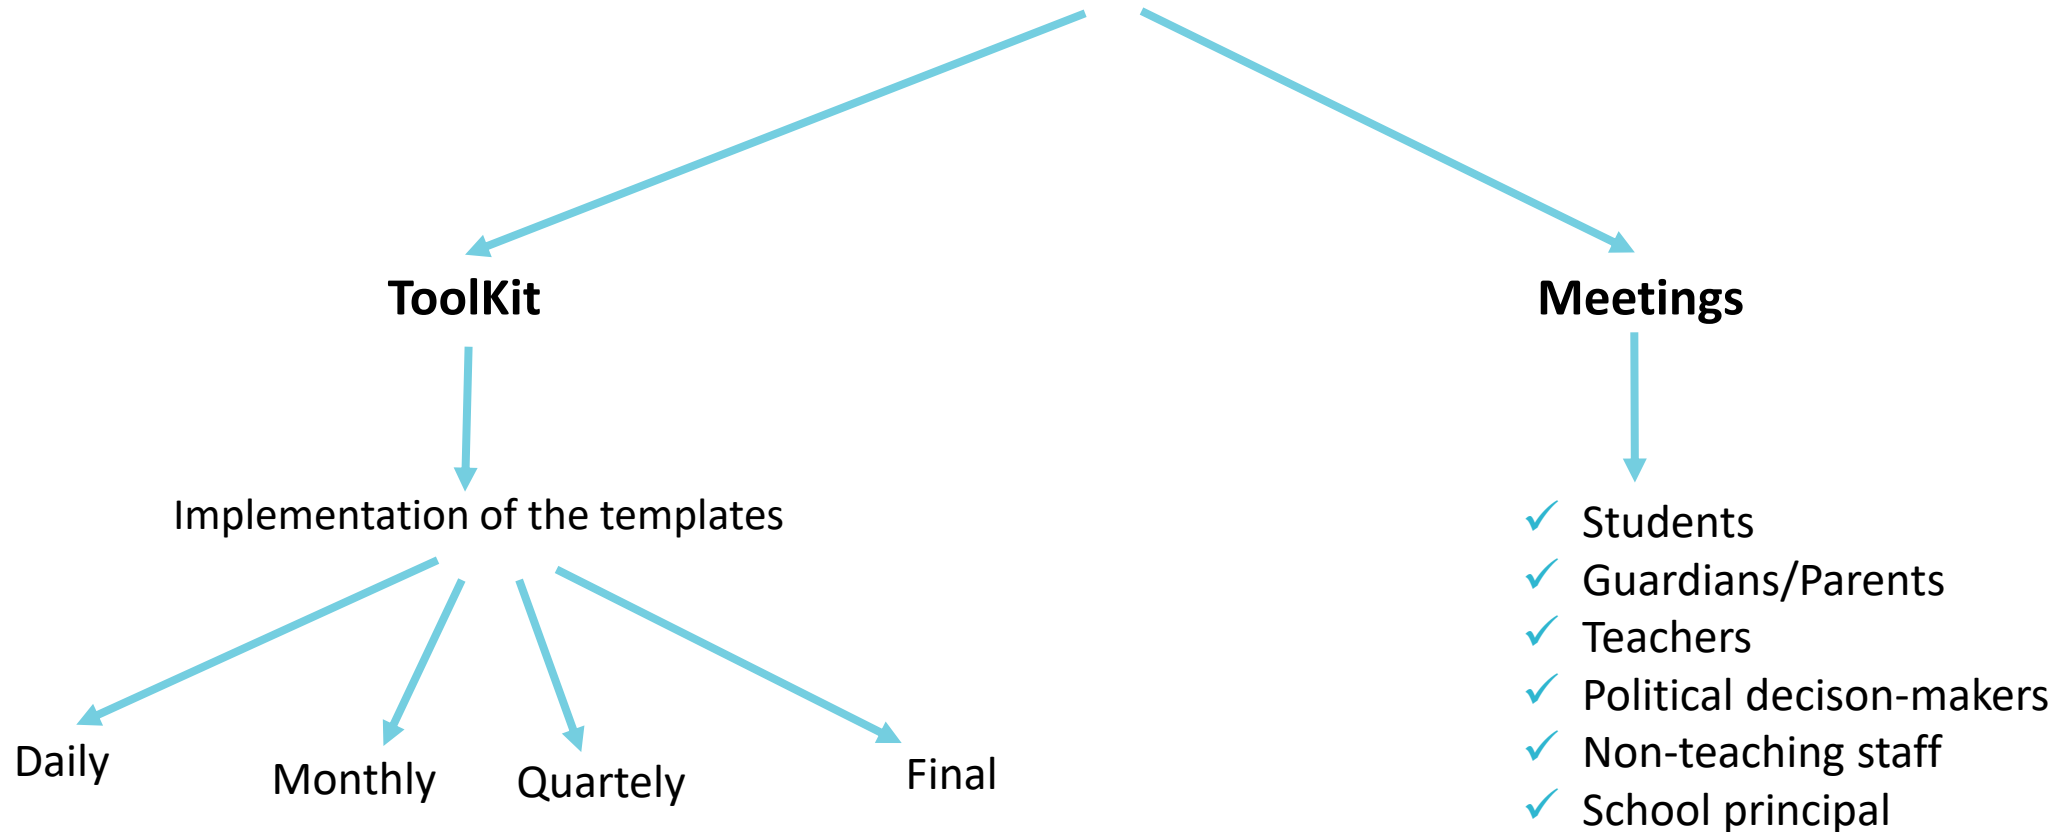 ToolKit
Meetings
Implementation of the templates
Daily
Monthly
Quartely
Final
Students
Guardians/Parents
Teachers
Political decison-makers
Non-teaching staff
School principal